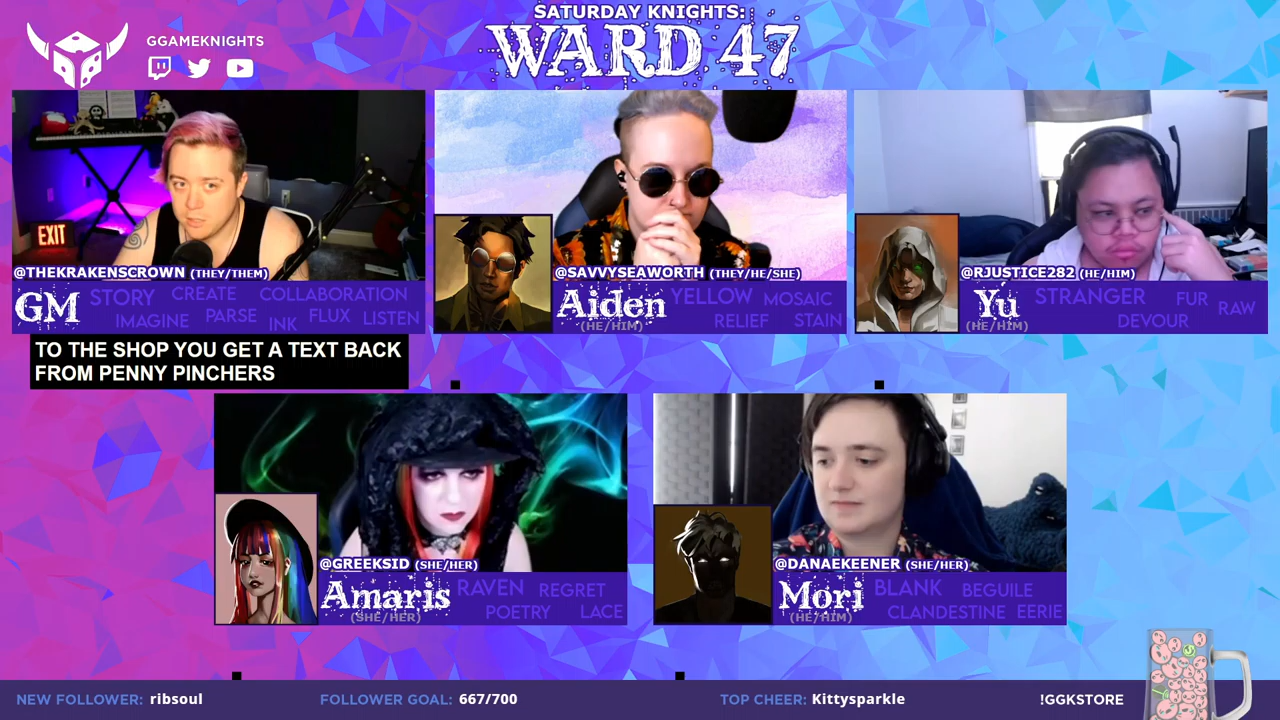 SATURDAY KNIGHTS:
WARD 47
GGAMEKNIGHTS
EXIT
@THEKRAKENSCROWN (THEY/THEM)
GM
STORY CREATE COLLABORATION
IMAGINE PARSE INK FLUX LISTEN
@SAVVYSEAWORTH (THEY/HE/SHE)
Aiden
(HE/HIM)
YELLOW MOSAIC
RELIEF STAIN
@RJUSTICE282 (HE/HIM)
Yu
(HE/HIM)
STRANGER FUR RAW
DEVOUR
TO THE SHOP YOU GET A TEXT BACK
FROM PENNY PINCHERS
@GREEKSID (SHE/HER)
Amaris
(SHE/HER)
RAVEN REGRET
POETRY LACE
@DANAEKEENER (SHE/HER)
Mori
(HE/HIM)
BLANK BEGUILE
CLANDESTINE EERIE
NEW FOLLOWER: ribsoul
FOLLOWER GOAL: 667/700
TOP CHEER: Kittysparkle
!GGKSTORE